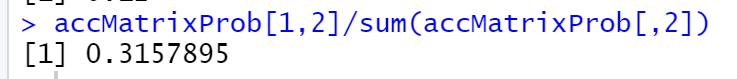 > accMatrixProb[1,2]/sum(accMatrixProb[,2])
[1] 0.3157895